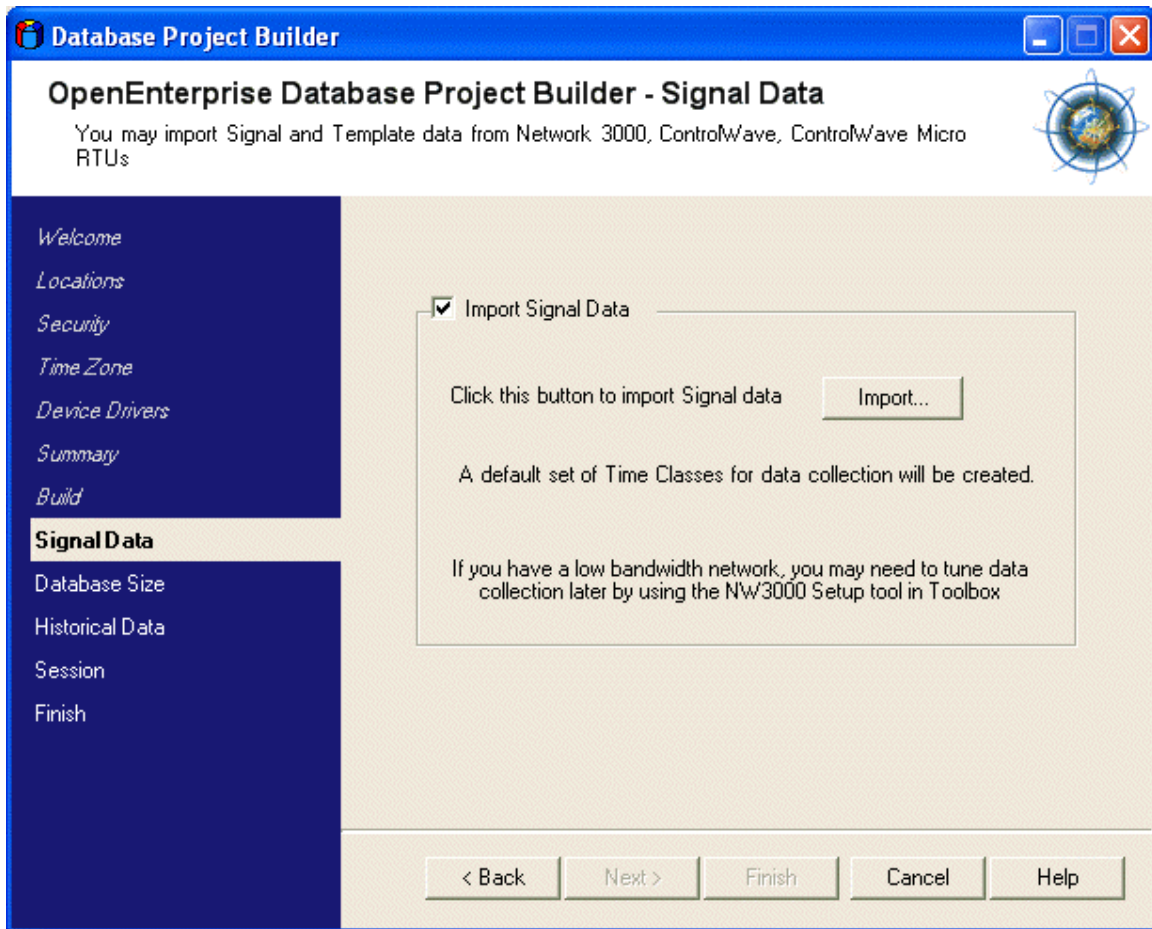 Database Project Builder
OpenEnterprise Database Project Builder - Signal Data
You may import Signal and Template data from Network 3000, ControlWave, ControlWave Micro
RTUs
Welcome
Locations
Security
Time Zone
Device Drivers
Summary
Build
Signal Data
Database Size
Historical Data
Session
Finish
Import Signal Data
Click this button to import Signal data
Import...
A default set of Time Classes for data collection will be created.
If you have a low bandwidth network, you may need to tune data
collection later by using the NW3000 Setup tool in Toolbox
< Back
Next >
Finish
Cancel
Help